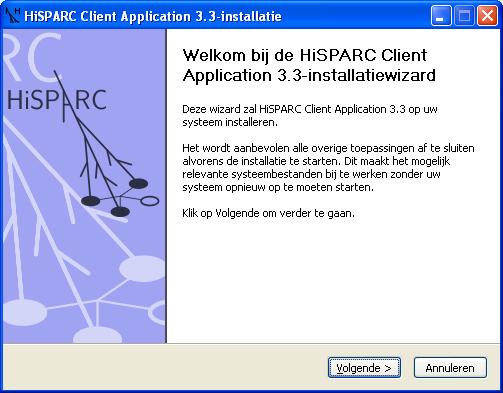 HiSPARC Client Application 3.3-installatie
RC
HiSPARC
Welkom bij de HiSPARC Client
Application 3.3-installatiewizard
Deze wizard zal HiSPARC Client Application 3.3 op uw
systeem installeren.
Het wordt aanbevolen alle overige toepassingen af te sluiten
alvorens de installatie te starten. Dit maakt het mogelijk
relevante systeembestanden bij te werken zonder uw
systeem opnieuw op te moeten starten.
Klik op Volgende om verder te gaan.
Volgende >
Annuleren